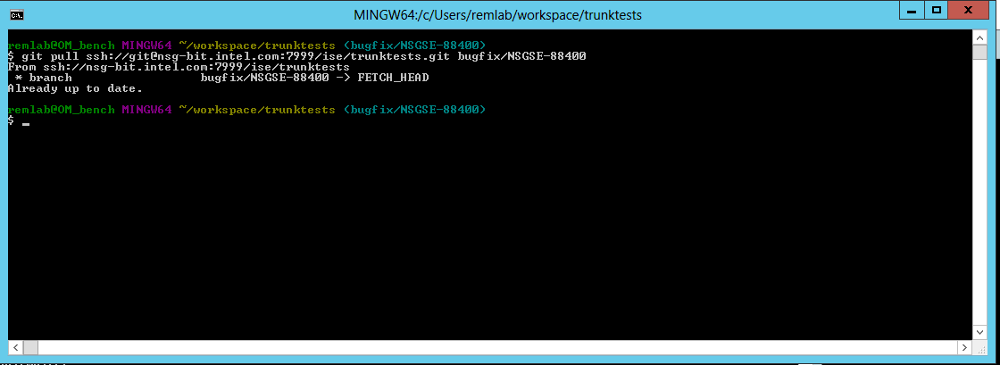 MINGW64:/c/Users/remlab/workspace/trunktests
remlab@OM_bench MINGW64 ~/workspace/trunktests (bugfix/NSGSE-88400)
$ git pull ssh://git@nsg-bit.intel.com:7999/ise/trunktests.git bugfix/NSGSE-88400
From ssh://nsg-bit.intel.com:7999/ise/trunktests
 * branch                  bugfix/NSGSE-88400 -> FETCH_HEAD
Already up to date.
remlab@OM_bench MINGW64 ~/workspace/trunktests (bugfix/NSGSE-88400)
$